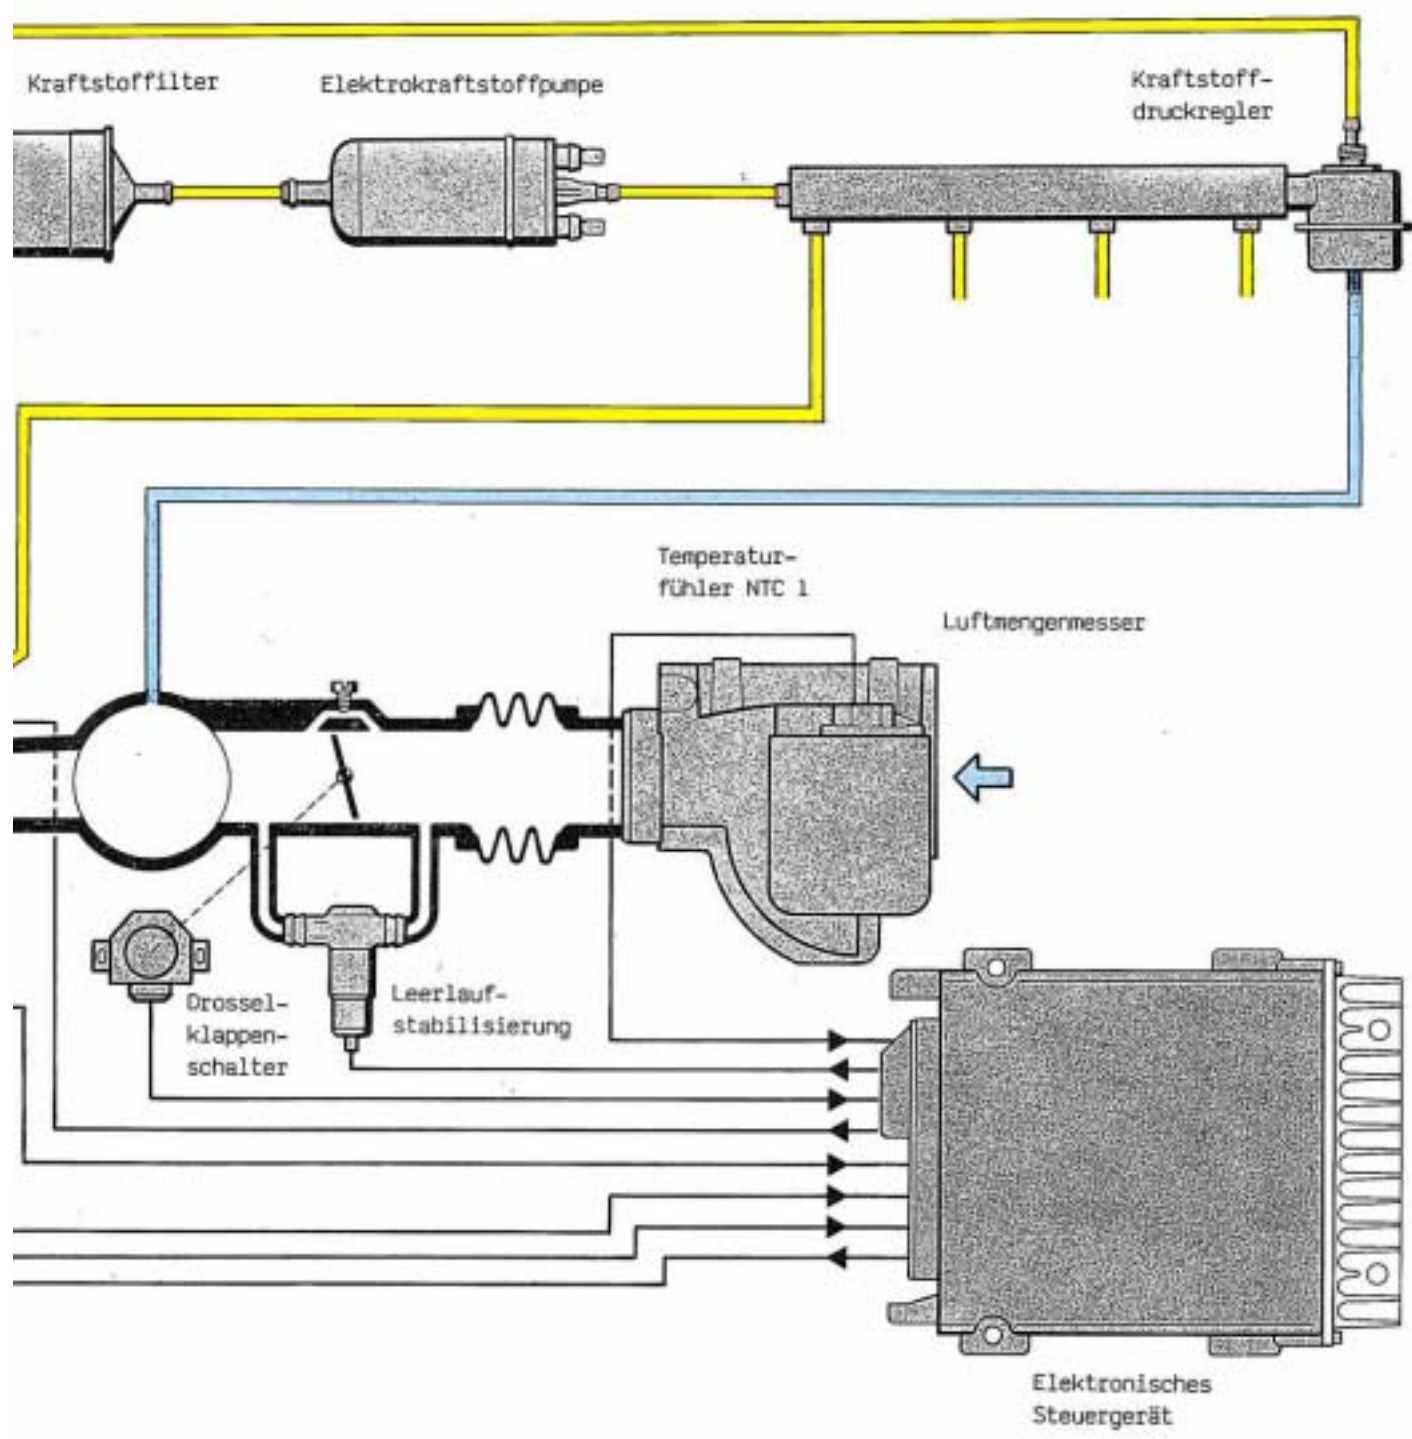 Kraftstoffilter
Elektrokraftstoffpumpe
Kraftstoff-
druckregler
Temperatur-
fühler NTC 1
Luftmengenmesser
Drossel-
klappen-
schalter
Leerlauf-
stabilisierung
Elektronisches
Steuergerät